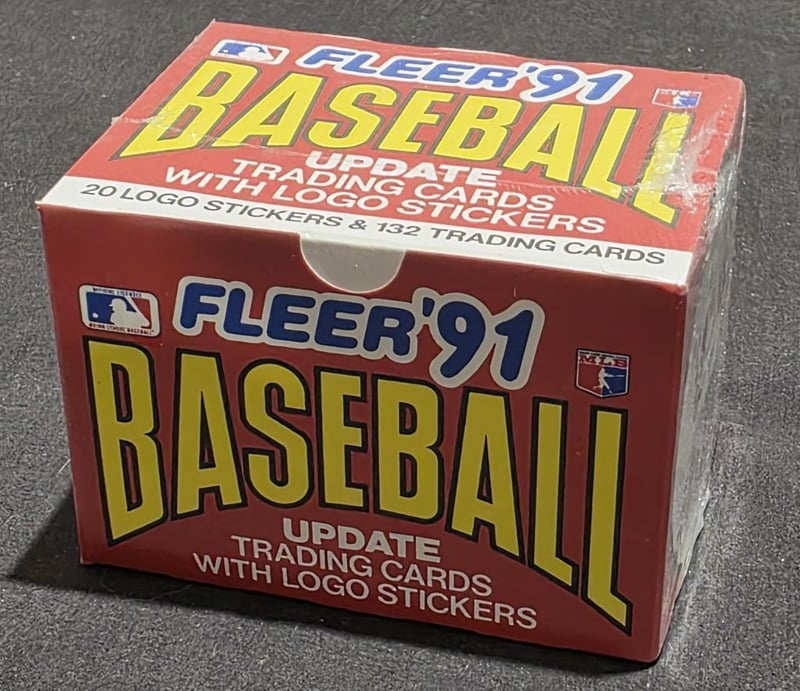 FLEER '91
BASEBALL
UPDATE
TRADING CARDS
WITH LOGO STICKERS
20 LOGO STICKERS & 132 TRADING CARDS
FLEER '91
MLB
BASEBALL
UPDATE
TRADING CARDS
WITH LOGO STICKERS